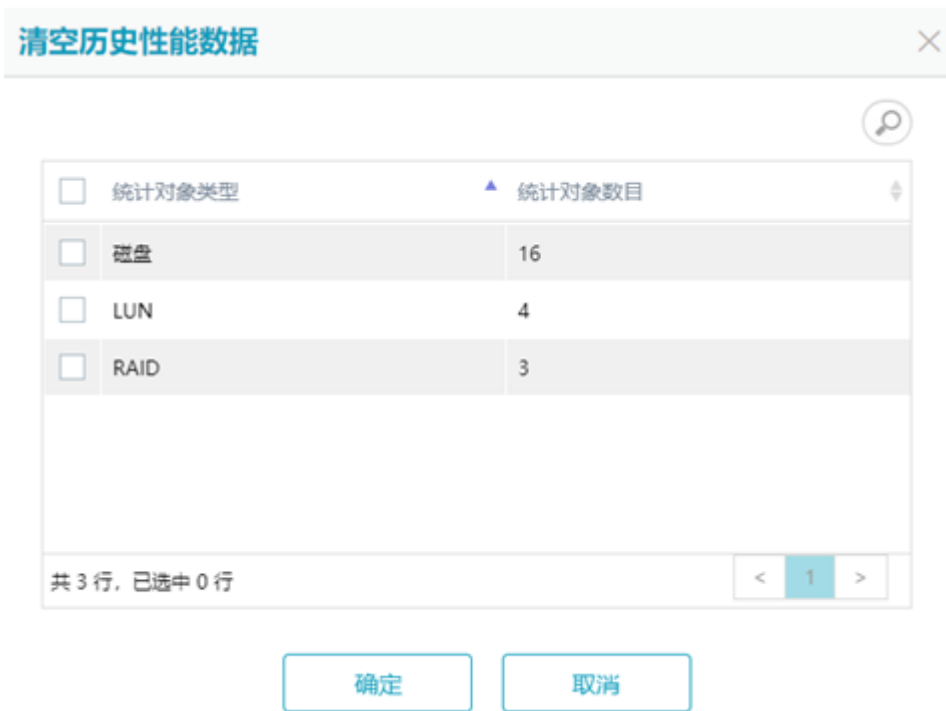 清空历史性能数据
统计对象类型 统计对象数目
磁盘 16
LUN 4
RAID 3
共 3 行, 已选中 0 行 < 1 >
确定 取消